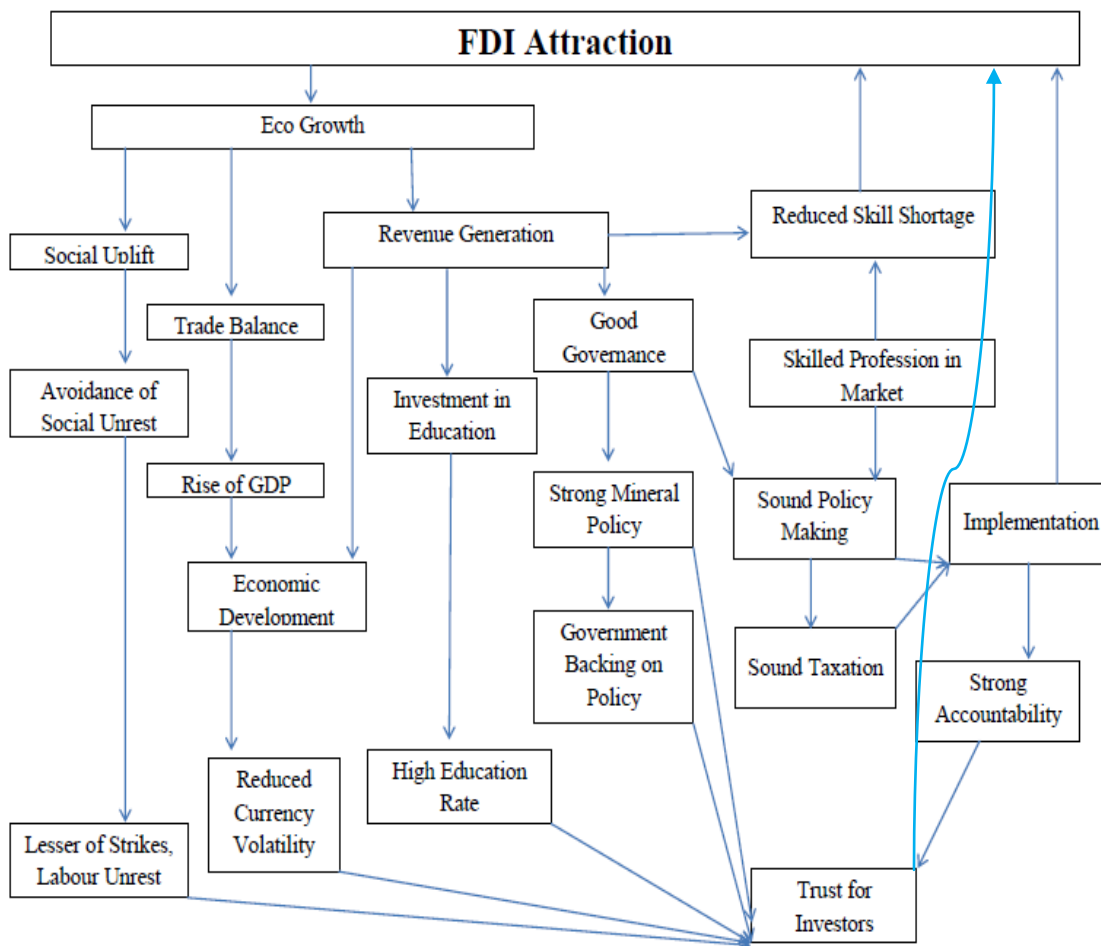 FDI Attraction
Eco Growth
Social Uplift
Revenue Generation
Reduced Skill Shortage
Trade Balance
Good
Governance
Skilled Profession in
Market
Avoidance of
Social Unrest
Investment in
Education
Rise of GDP
Strong Mineral
Policy
Sound Policy
Making
Implementation
Economic
Development
Government
Backing on
Policy
Sound Taxation
Strong
Accountability
Reduced
Currency
Volatility
High Education
Rate
Lesser of Strikes,
Labour Unrest
Trust for
Investors